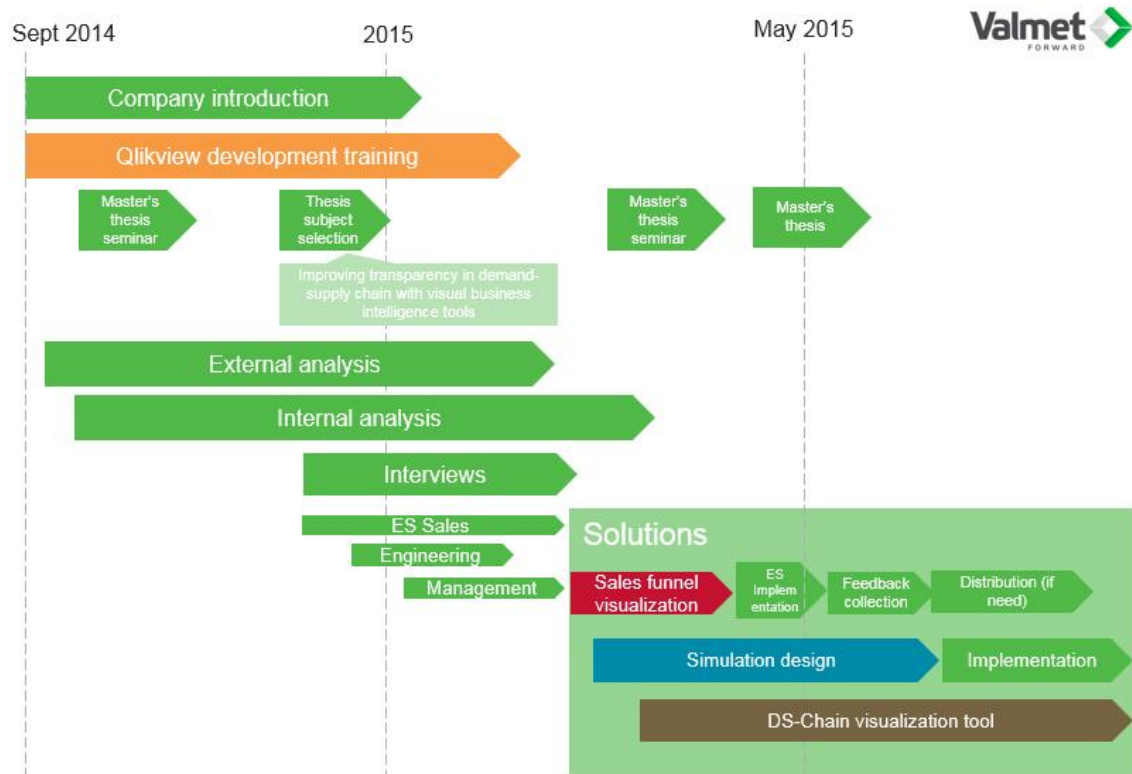 Sept 2014
2015
May 2015
Valmet
FORWARD
Company introduction
Qlikview development training
Master's
thesis
seminar
Thesis
subject
selection
Master's
thesis
seminar
Master's
thesis
Improving transparency in demand-
supply chain with visual business
intelligence tools
External analysis
Internal analysis
Interviews
ES Sales
Engineering
Management
Solutions
Sales funnel
visualization
ES
Implem
entation
Feedback
collection
Distribution (if
need)
Simulation design
Implementation
DS-Chain visualization tool